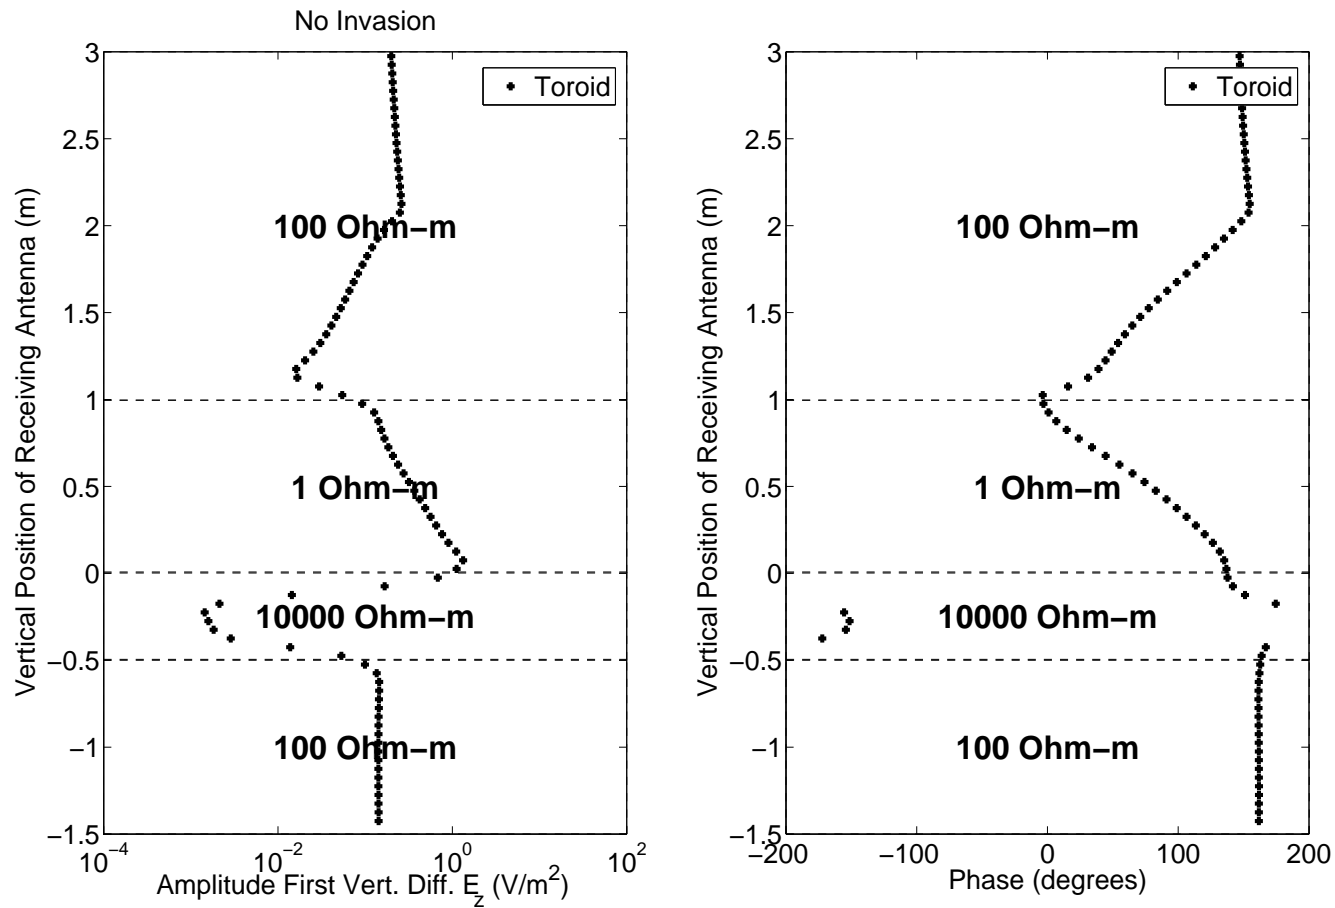 No Invasion
Vertical Position of Receiving Antenna (m)
3
2.5
2
1.5
1
0.5
0
−0.5
−1
−1.5
Toroid
100 Ohm−m
1 Ohm−m
10000 Ohm−m
100 Ohm−m
10^−4
10^−2
10^0
10^2
Amplitude First Vert. Diff. E_z (V/m^2)
Vertical Position of Receiving Antenna (m)
3
2.5
2
1.5
1
0.5
0
−0.5
−1
−1.5
Toroid
100 Ohm−m
1 Ohm−m
10000 Ohm−m
100 Ohm−m
−200
−100
0
100
200
Phase (degrees)